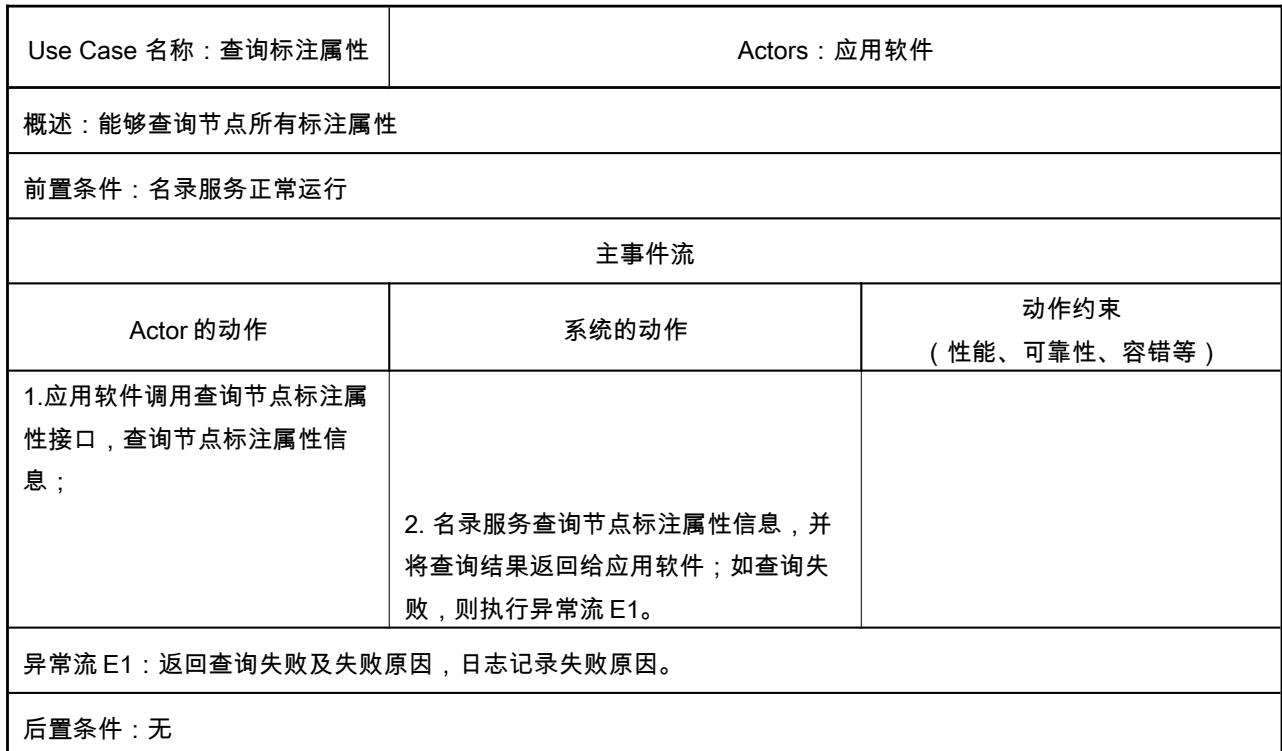 Use Case 名称：查询标注属性
Actors：应用软件
概述：能够查询节点所有标注属性
前置条件：名录服务正常运行
主事件流
Actor 的动作
系统的动作
动作约束
（性能、可靠性、容错等）
1.应用软件调用查询节点标注属
性接口，查询节点标注属性信
息；
2. 名录服务查询节点标注属性信息，并
将查询结果返回给应用软件；如查询失
败，则执行异常流 E1。
异常流 E1：返回查询失败及失败原因，日志记录失败原因。
后置条件：无